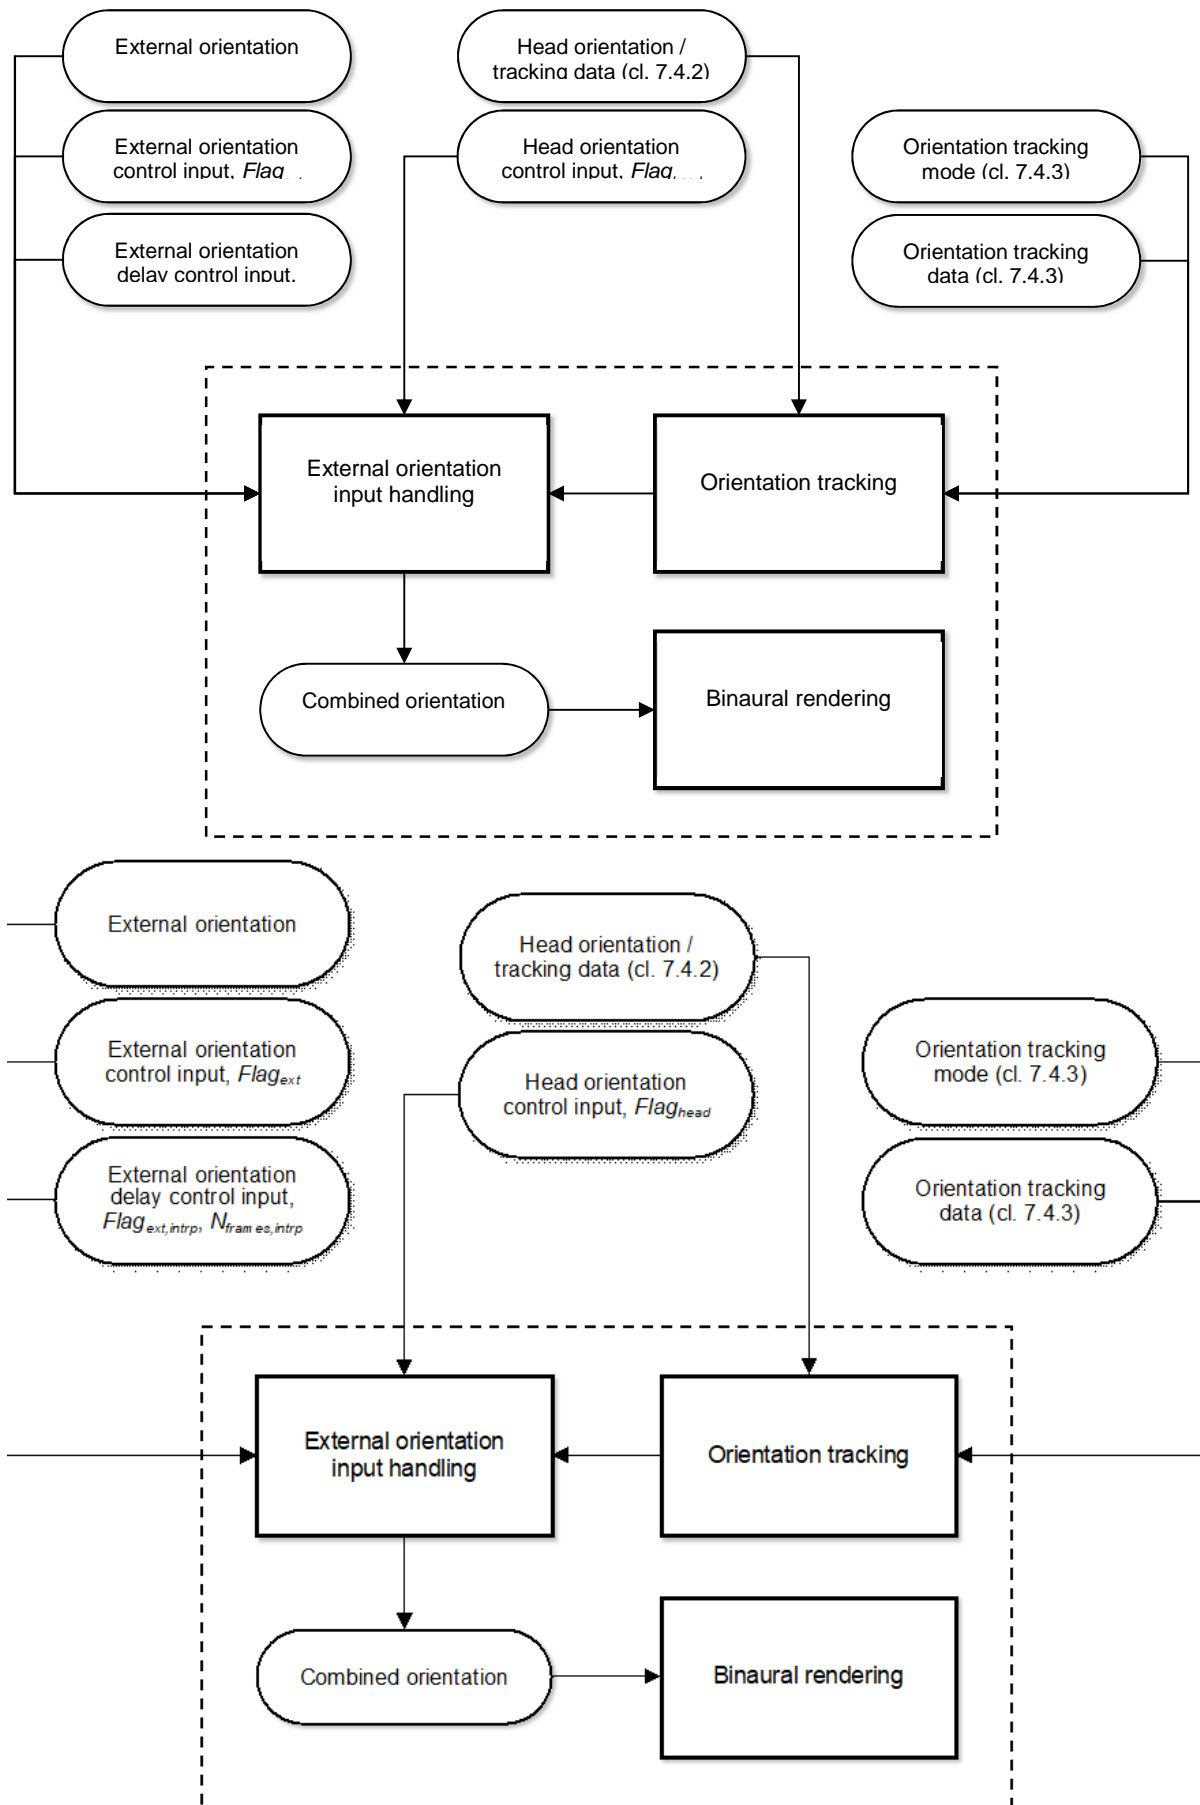 External orientation
Head orientation /
tracking data (cl. 7.4.2)
External orientation
control input, Flag
Head orientation
control input, Flag
Orientation tracking
mode (cl. 7.4.3)
External orientation
delay control input,
Orientation tracking
data (cl. 7.4.3)
External orientation
input handling
Orientation tracking
Combined orientation
Binaural rendering
External orientation
Head orientation /
tracking data (cl. 7.4.2)
External orientation
control input, Flagext
Head orientation
control input, Flaghead
Orientation tracking
mode (cl. 7.4.3)
External orientation
delay control input,
Flagext,intrp, Nframes,intrp
Orientation tracking
data (cl. 7.4.3)
External orientation
input handling
Orientation tracking
Combined orientation
Binaural rendering